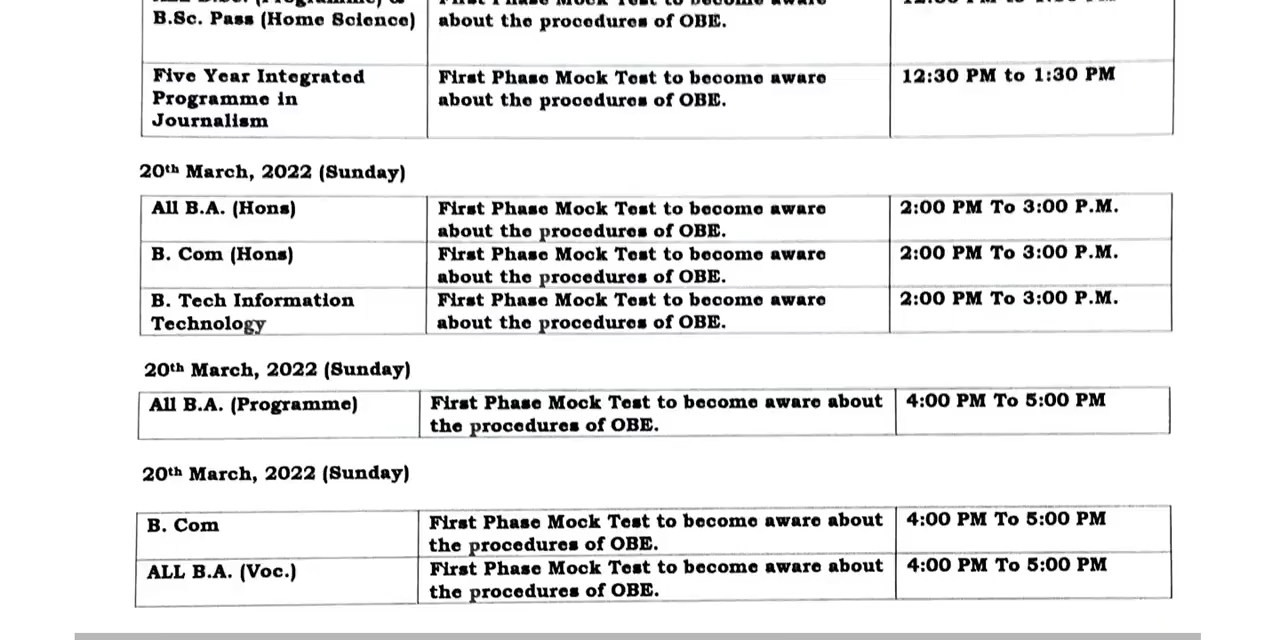 B.Sc. Pass (Home Science)
about the procedures of OBE.
Five Year Integrated
Programme in
Journalism
First Phase Mock Test to become aware
about the procedures of OBE.
12:30 PM to 1:30 PM
20th March, 2022 (Sunday)
All B.A. (Hons)
First Phase Mock Test to become aware
about the procedures of OBE.
2:00 PM To 3:00 P.M.
B. Com (Hons)
First Phase Mock Test to become aware
about the procedures of OBE.
2:00 PM To 3:00 P.M.
B. Tech Information
Technology
First Phase Mock Test to become aware
about the procedures of OBE.
2:00 PM To 3:00 P.M.
20th March, 2022 (Sunday)
All B.A. (Programme)
First Phase Mock Test to become aware about
the procedures of OBE.
4:00 PM To 5:00 PM
20th March, 2022 (Sunday)
B. Com
First Phase Mock Test to become aware about
the procedures of OBE.
4:00 PM To 5:00 PM
ALL B.A. (Voc.)
First Phase Mock Test to become aware about
the procedures of OBE.
4:00 PM To 5:00 PM